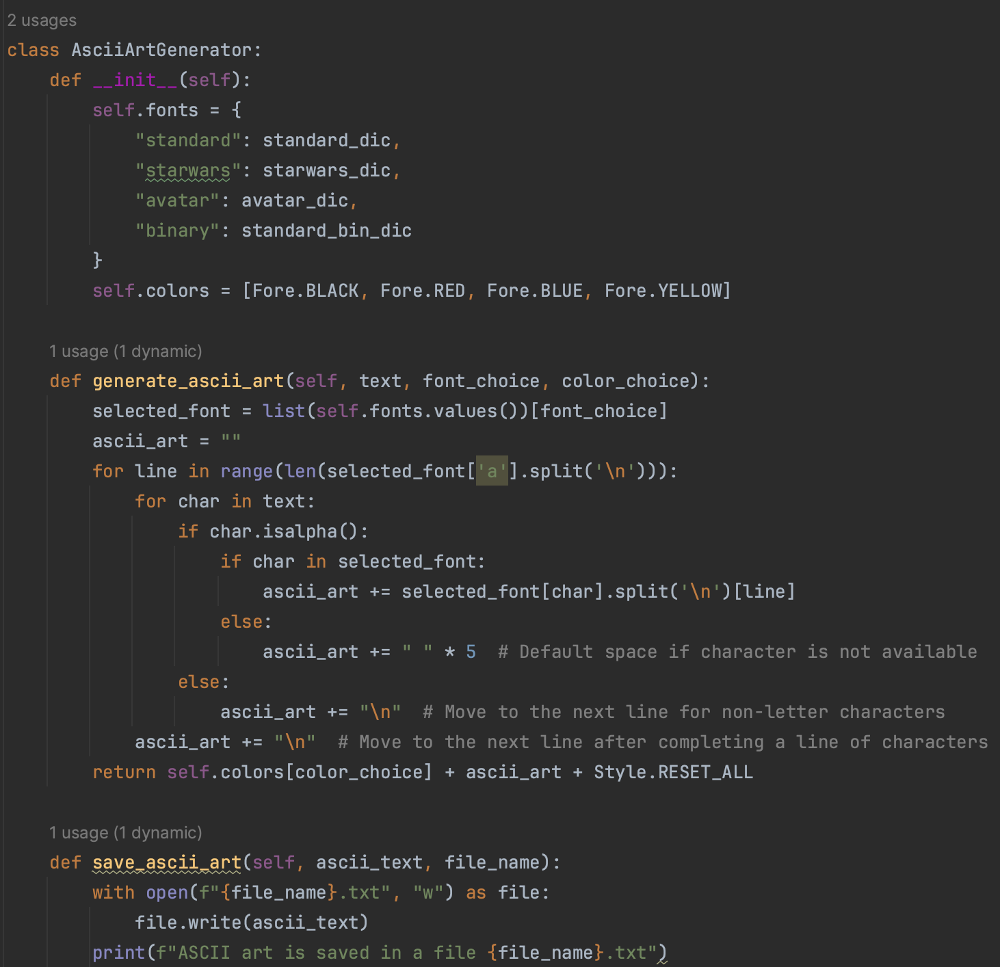 2 usages
class AsciiArtGenerator:
    def __init__(self):
        self.fonts = {
            "standard": standard_dic,
            "starwars": starwars_dic,
            "avatar": avatar_dic,
            "binary": standard_bin_dic
        }
        self.colors = [Fore.BLACK, Fore.RED, Fore.BLUE, Fore.YELLOW]

    1 usage (1 dynamic)
    def generate_ascii_art(self, text, font_choice, color_choice):
        selected_font = list(self.fonts.values())[font_choice]
        ascii_art = ""
        for line in range(len(selected_font['a'].split('\n'))):
            for char in text:
                if char.isalpha():
                    if char in selected_font:
                        ascii_art += selected_font[char].split('\n')[line]
                    else:
                        ascii_art += " " * 5  # Default space if character is not available
                else:
                    ascii_art += "\n"  # Move to the next line for non-letter characters
            ascii_art += "\n"  # Move to the next line after completing a line of characters
        return self.colors[color_choice] + ascii_art + Style.RESET_ALL

    1 usage (1 dynamic)
    def save_ascii_art(self, ascii_text, file_name):
        with open(f"{file_name}.txt", "w") as file:
            file.write(ascii_text)
        print(f"ASCII art is saved in a file {file_name}.txt")